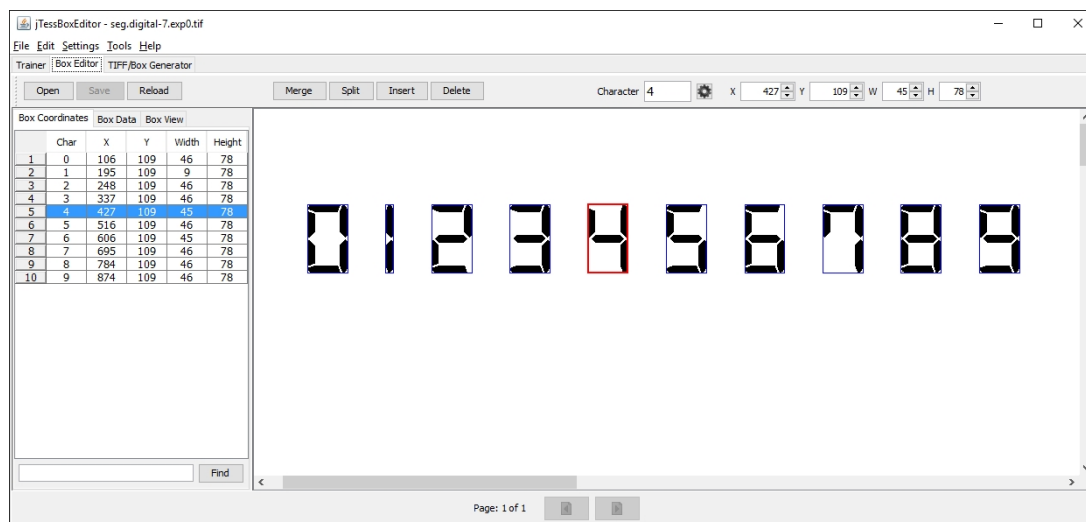 jTessBoxEditor - seg.digital-7.exp0.tif
File Edit Settings Tools Help
Trainer Box Editor TIFF/Box Generator
Open Save Reload Merge Split Insert Delete Character 4 X 427 Y 109 W 45 H 78
Box Coordinates Box Data Box View
Char X Y Width Height
1 0 106 109 46 78
2 1 195 109 9 78
3 2 248 109 46 78
4 3 337 109 46 78
5 4 427 109 45 78
6 5 516 109 46 78
7 6 606 109 45 78
8 7 695 109 46 78
9 8 784 109 46 78
10 9 874 109 46 78
0 1 2 3 4 5 6 7 8 9
Find
Page: 1 of 1